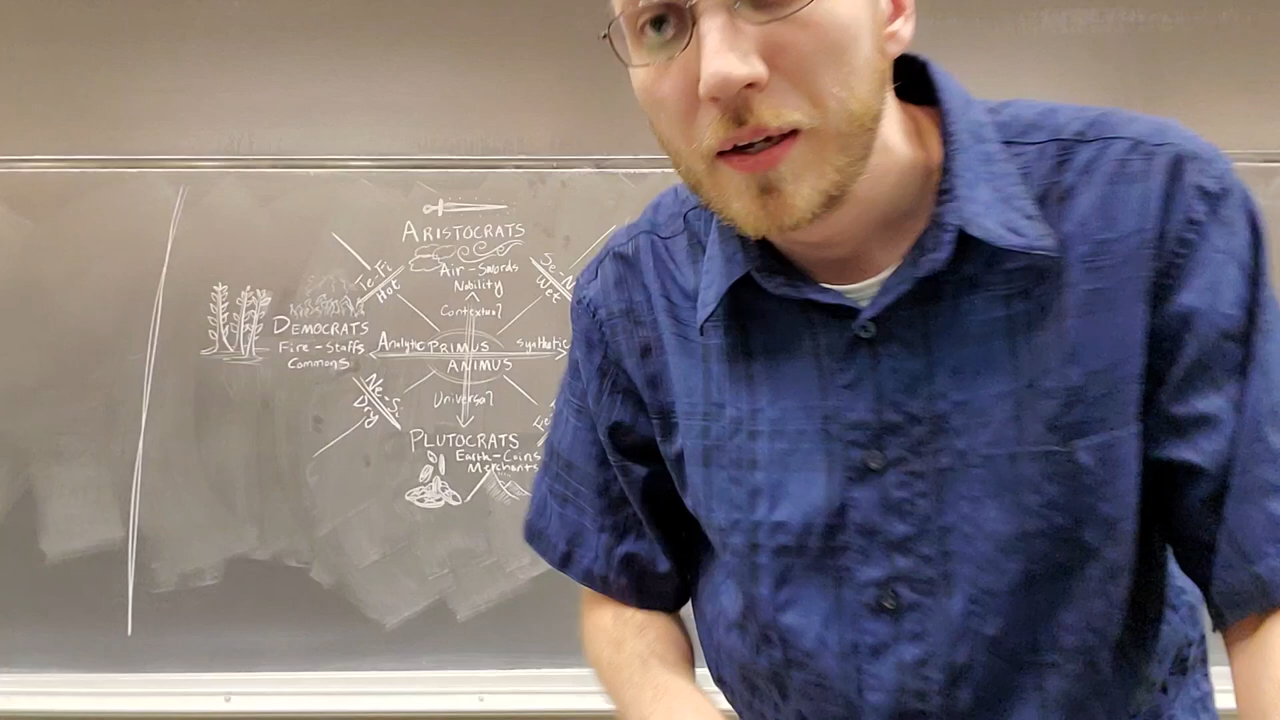 ARISTOCRATS
Air-Swords
Nobility
Te-Fi
Hot
Se-N
Wet
Contextual
DEMOCRATS
Fire-Staffs
Commons
Analytic
PRIMUS
synthetic
ANIMUS
Ne-Si
Dry
Universal
PLUTOCRATS
Earth-Coins
Merchants